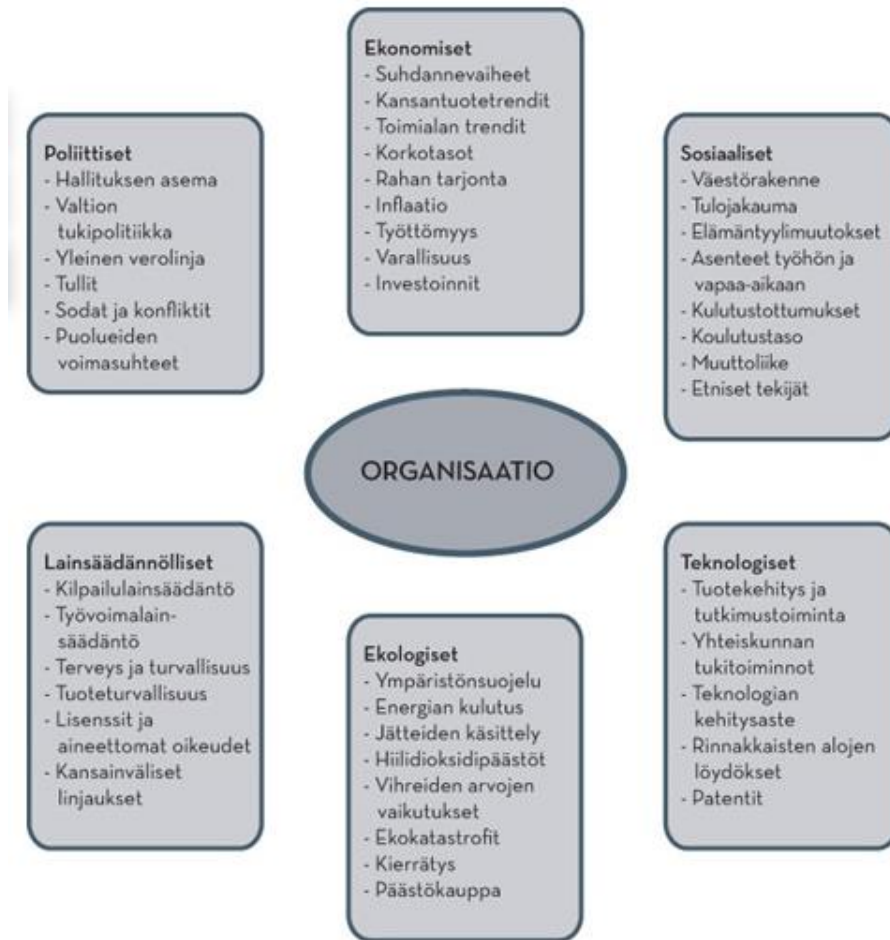 Ekonomiset
- Suhdannevaiheet
- Kansantuotetrendit
- Toimialan trendit
- Korkotasot
- Rahan tarjonta
- Inflaatio
- Työttömyys
- Varallisuus
- Investoinnit
Poliittiset
- Hallituksen asema
- Valtion
tukipolitiikka
- Yleinen verolinja
- Tullit
- Sodat ja konfliktit
- Puolueiden
voimasuhteet
Sosiaaliset
- Väestörakenne
- Tulojakauma
- Elämäntyylimuutokset
- Asenteet työhön ja
vapaa-aikaan
- Kulutustottumukset
- Koulutustaso
- Muuttoliike
- Etniset tekijät
ORGANISAATIO
Lainsäädännölliset
- Kilpailulainsäädäntö
- Työvoimalain-
säädäntö
- Terveys ja turvallisuus
- Tuoteturvallisuus
- Lisenssit ja
aineettomat oikeudet
- Kansainväliset
linjaukset
Ekologiset
- Ympäristönsuojelu
- Energian kulutus
- Jätteiden käsittely
- Hiilidioksidipäästöt
- Vihreiden arvojen
vaikutukset
- Ekokatastrofit
- Kierrätys
- Päästökauppa
Teknologiset
- Tuotekehitys ja
tutkimustoiminta
- Yhteiskunnan
tukitoiminnot
- Teknologian
kehitysaste
- Rinnakkaisten alojen
löydökset
- Patentit